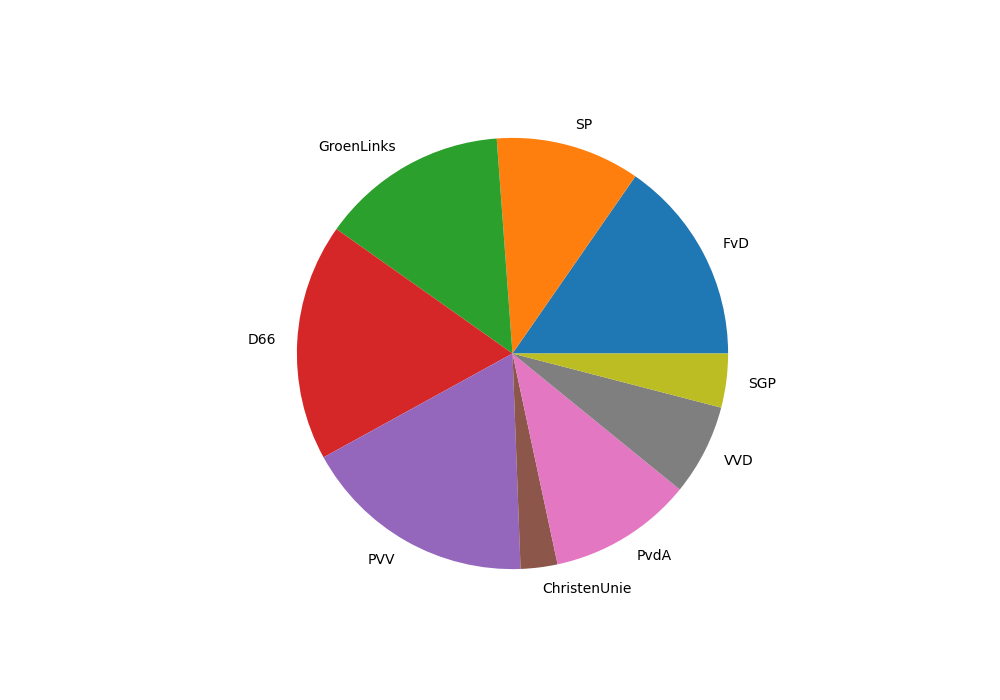 SP
GroenLinks
FvD
D66
SGP
VVD
PVV
PvdA
ChristenUnie